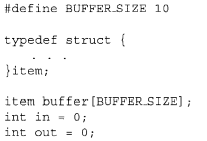 #define BUFFER_SIZE 10
typedef struct {
. . .
}item;
item buffer[BUFFER_SIZE];
int in = 0;
int out = 0;